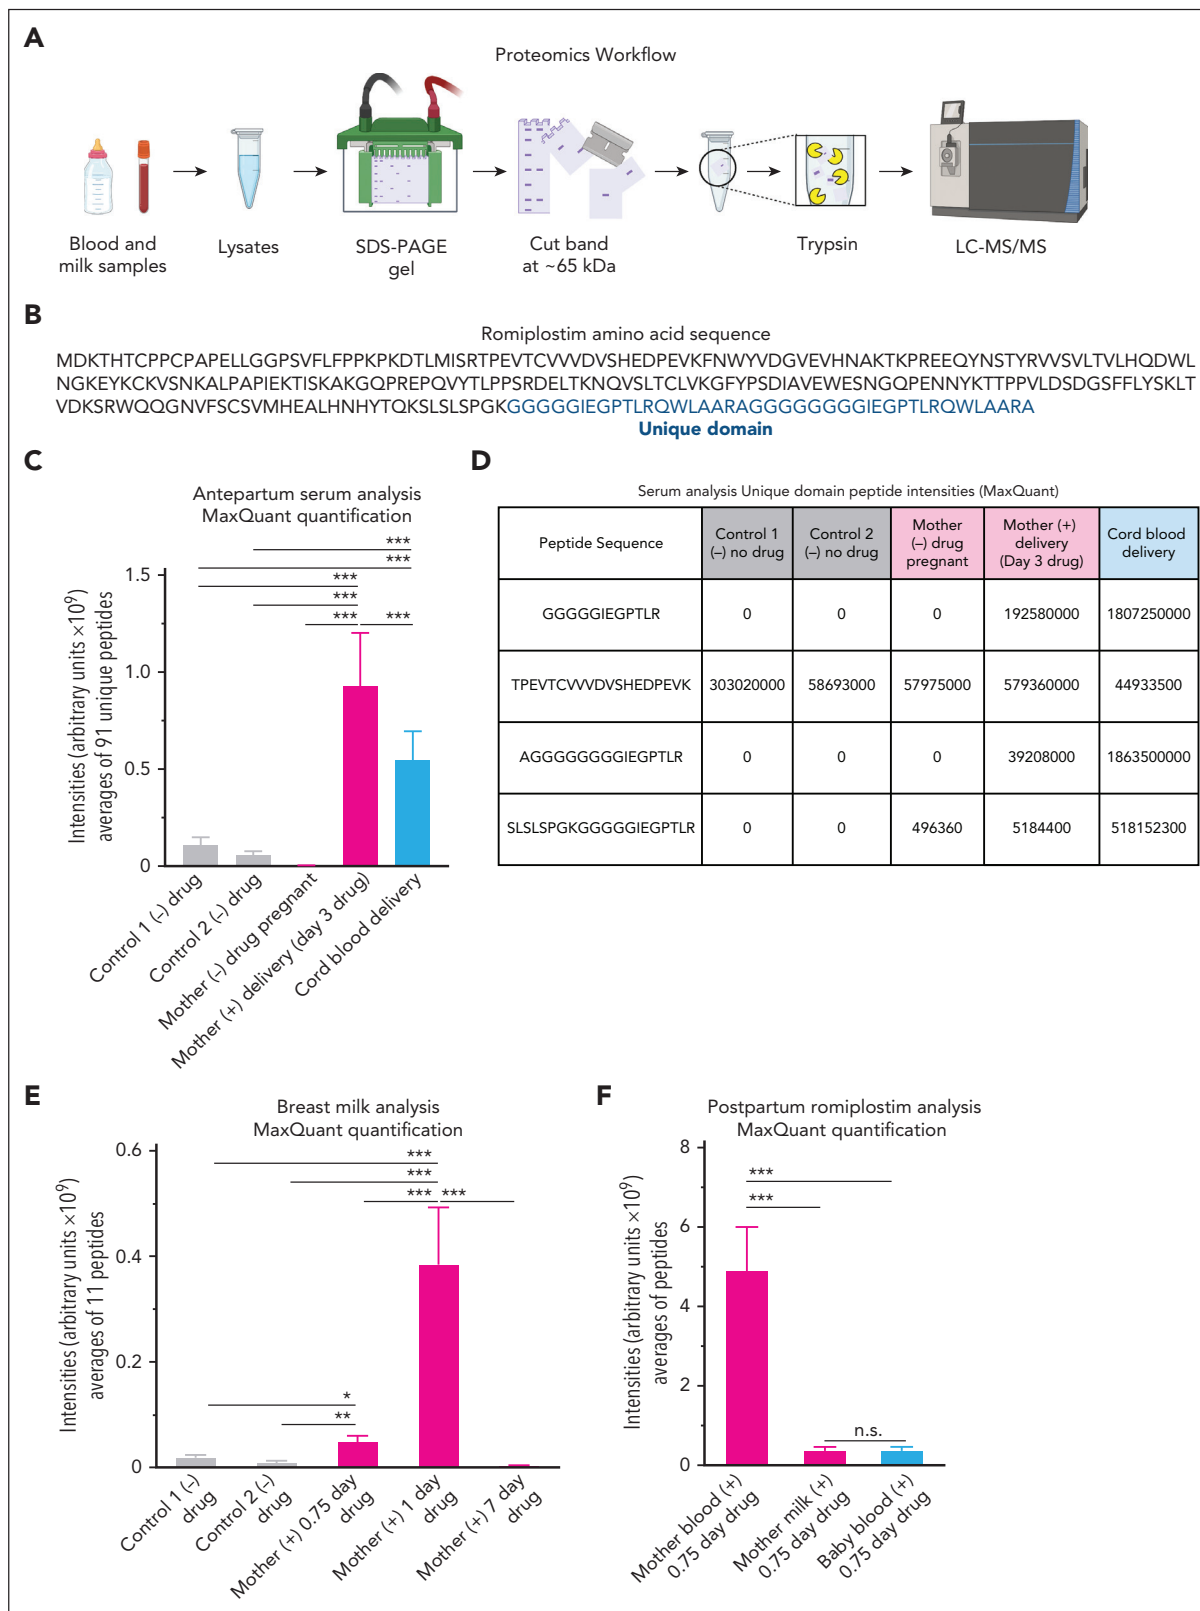 A
Proteomics Workflow
Blood and
milk samples
Lysates
SDS-PAGE
gel
Cut band
at ~65 kDa
Trypsin
LC-MS/MS
B
Romiplostim amino acid sequence
MDKTHTCPPCPAPELLGGPSVFLFPPKPKDTLMISRTPEVTCVVVDVSHEDPEVKFNWYVDGVEVHNAKTKPREEQYNSTYRVVSVLTVLHQDWL
NGKEYKCKVSNKALPAPIEKTISKAKGQPREPQVYTLPPSRDELTKNQVSLTCLVKGFYPSDIAVEWESNGQPENNYKTTPPVLDSDGSFFLYSKLT
VDKSRWQQGNVFSCSVMHEALHNHYTQKSLSLSPGKGGGGGIEGPTLRQWLAARAGGGGGGGGIEGPTLRQWLAARA
Unique domain
C
Antepartum serum analysis
MaxQuant quantification
Intensities (arbitrary units ×10⁹)
averages of 91 unique peptides
1.5
1.0
0.5
0
***
***
***
***
*** ***
Control 1 (-) drug
Control 2 (-) drug
Mother (-) drug pregnant
Mother (+) delivery (day 3 drug)
Cord blood delivery
D
Serum analysis Unique domain peptide intensities (MaxQuant)
Peptide Sequence
Control 1
(–) no drug
Control 2
(–) no drug
Mother
(–) drug
pregnant
Mother (+)
delivery
(Day 3 drug)
Cord blood
delivery
GGGGGIEGPTLR 0 0 0 192580000 1807250000
TPEVTCVVVDVSHEDPEVK 303020000 58693000 57975000 579360000 44933500
AGGGGGGGGIEGPTLR 0 0 0 39208000 1863500000
SLSLSPGKGGGGGIEGPTLR 0 0 496360 5184400 518152300
E
Breast milk analysis
MaxQuant quantification
Intensities (arbitrary units ×10⁹)
averages of 11 peptides
0.6
0.4
0.2
0
***
***
*** ***
*
**
Control 1 (-)
drug
Control 2 (-)
drug
Mother (+) 0.75 day
drug
Mother (+) 1 day
drug
Mother (+) 7 day
drug
F
Postpartum romiplostim analysis
MaxQuant quantification
Intensities (arbitrary units ×10⁹)
averages of peptides
8
6
4
2
0
***
***
n.s.
Mother blood (+)
0.75 day drug
Mother milk (+)
0.75 day drug
Baby blood (+)
0.75 day drug